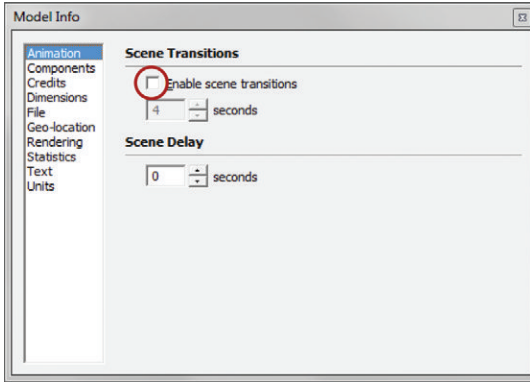 Model Info
Animation
Components
Credits
Dimensions
File
Geo-location
Rendering
Statistics
Text
Units
Scene Transitions
Enable scene transitions
4 seconds
Scene Delay
0 seconds